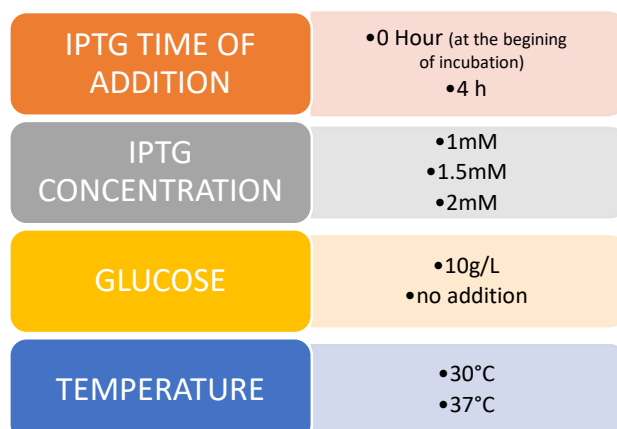 IPTG TIME OF
ADDITION
•0 Hour (at the begining
of incubation)
•4 h
IPTG
CONCENTRATION
•1mM
•1.5mM
•2mM
GLUCOSE
•10g/L
•no addition
TEMPERATURE
•30°C
•37°C